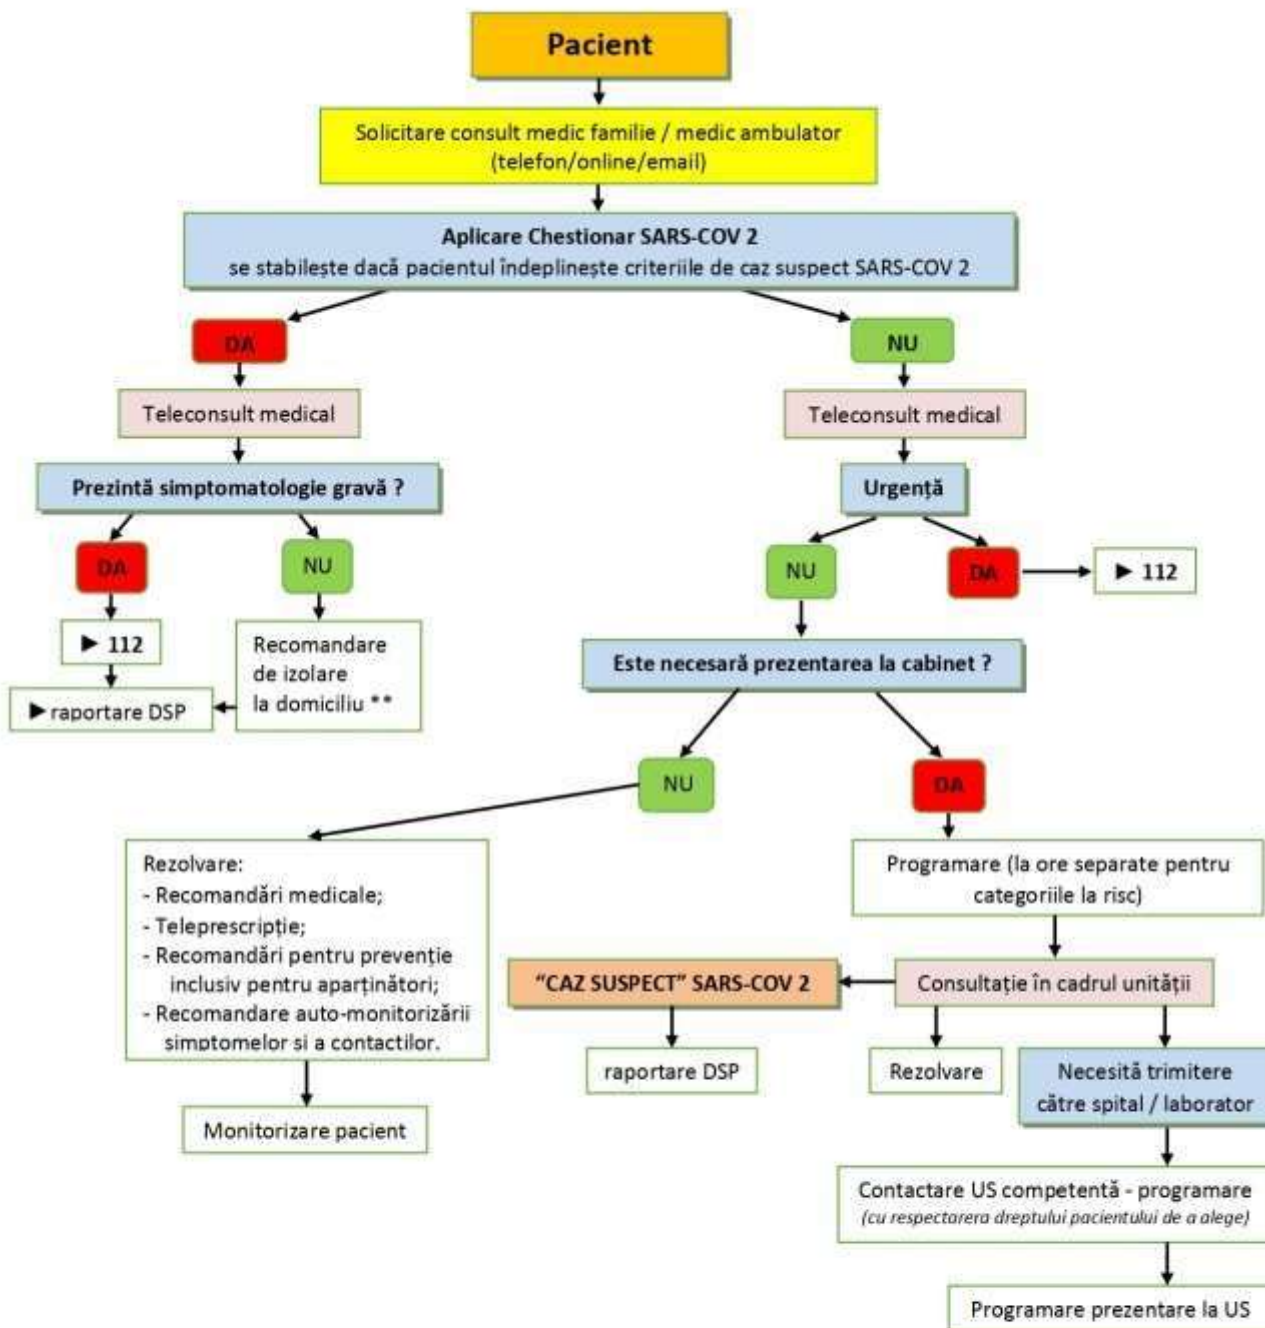 Pacient
Solicitare consult medic familie / medic ambulator
(telefon/online/email)
Aplicare Chestionar SARS-COV 2
se stabilește dacă pacientul îndeplinește criteriile de caz suspect SARS-COV 2
DA
NU
Teleconsult medical
Teleconsult medical
Prezintă simptomatologie gravă ?
Urgență
DA
NU
NU
DA
► 112
► 112
Recomandare
de izolare
la domiciliu **
► raportare DSP
Este necesară prezentarea la cabinet ?
NU
DA
Rezolvare:
- Recomandări medicale;
- Teleprescripție;
- Recomandări pentru prevenție
inclusiv pentru aparținători;
- Recomandare auto-monitorizării
simptomelor și a contacților.
Monitorizare pacient
Programare (la ore separate pentru
categoriile la risc)
Consultație în cadrul unității
“CAZ SUSPECT” SARS-COV 2
raportare DSP
Rezolvare
Necesită trimitere
către spital / laborator
Contactare US competentă - programare
(cu respectarera dreptului pacientului de a alege)
Programare prezentare la US